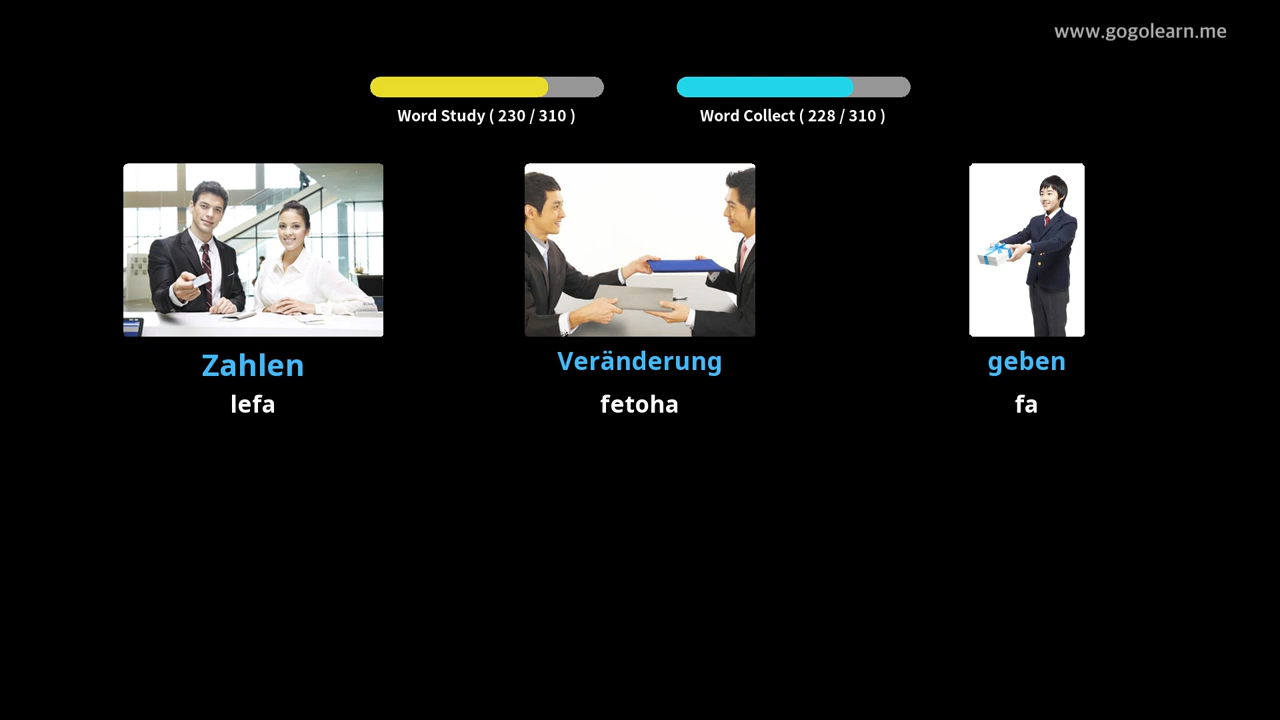 www.gogolearn.me
Word Study ( 230 / 310 )
Word Collect ( 228 / 310 )
Zahlen
Veränderung
geben
lefa
fetoha
fa